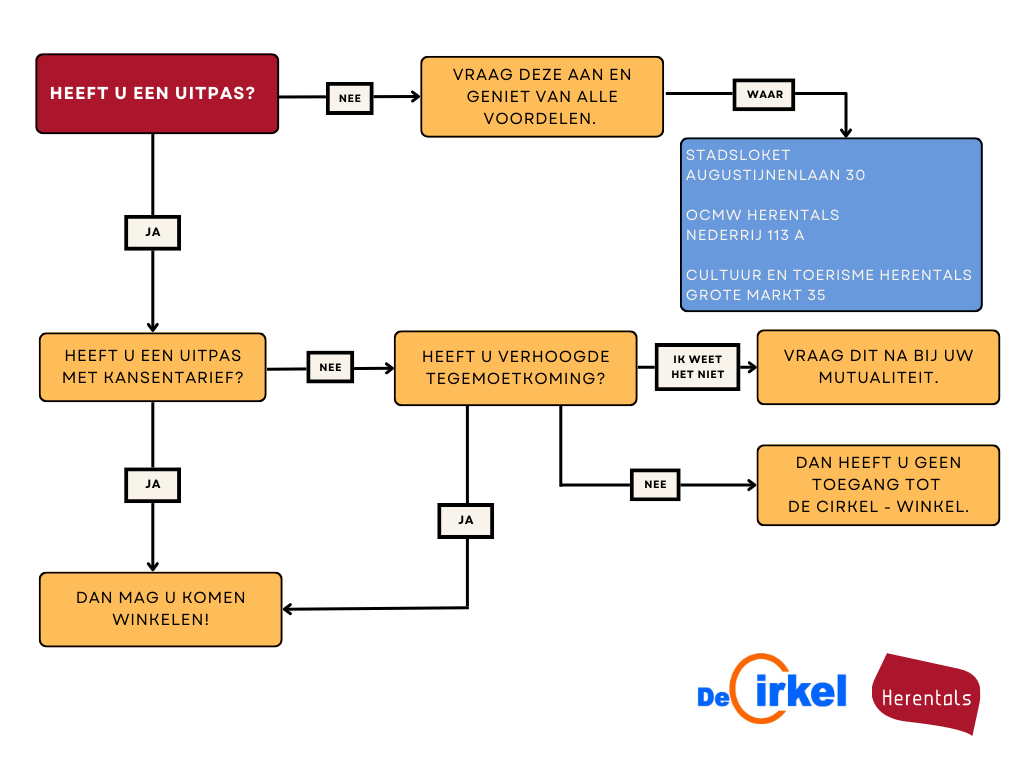 HEEFT U EEN UITPAS?
NEE
VRAAG DEZE AAN EN
GENIET VAN ALLE
VOORDELEN.
WAAR
STADSLOKET
AUGUSTIJNENLAAN 30
OCMW HERENTALS
NEDERRIJ 113 A
CULTUUR EN TOERISME HERENTALS
GROTE MARKT 35
JA
HEEFT U EEN UITPAS
MET KANSENTARIEF?
NEE
HEEFT U VERHOOGDE
TEGEMOETKOMING?
IK WEET
HET NIET
VRAAG DIT NA BIJ UW
MUTUALITEIT.
JA
NEE
DAN HEEFT U GEEN
TOEGANG TOT
DE CIRKEL - WINKEL.
JA
DAN MAG U KOMEN
WINKELEN!
De Cirkel
Herentals